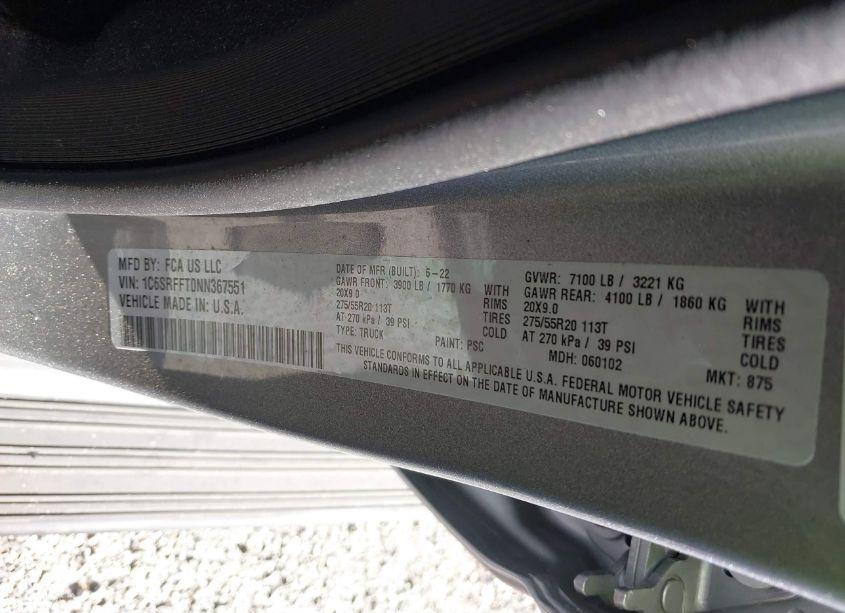 MFD BY: FCA US LLC
VIN: 1C6SRFFT0NN367551
VEHICLE MADE IN U.S.A.
DATE OF MFR (BUILT): 6-22
GAWR FRONT: 3900 LB / 1770 KG WITH
20X9.0 RIMS
275/55R20 113T TIRES
AT 270 kPa / 39 PSI COLD
TYPE: TRUCK PAINT: PSC
GVWR: 7100 LB / 3221 KG
GAWR REAR: 4100 LB / 1860 KG WITH
20X9.0 RIMS
275/55R20 113T TIRES
AT 270 kPa / 39 PSI COLD
MDH: 060102 MKT: 875
THIS VEHICLE CONFORMS TO ALL APPLICABLE U.S.A. FEDERAL MOTOR VEHICLE SAFETY
STANDARDS IN EFFECT ON THE DATE OF MANUFACTURE SHOWN ABOVE.